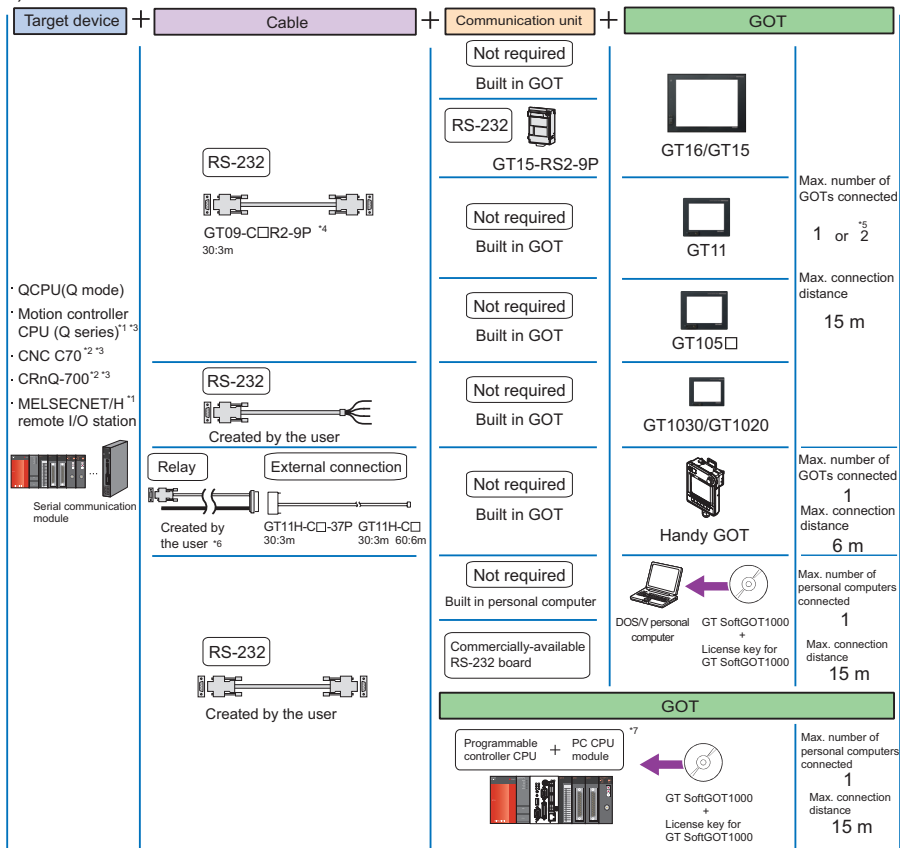 Target device + Cable + Communication unit + GOT
· QCPU(Q mode)
· Motion controller
CPU (Q series)*1 *3
· CNC C70 *2 *3
· CRnQ-700 *2 *3
· MELSECNET/H *1
remote I/O station
...
Serial communication
module
RS-232
GT09-C□R2-9P *4
30:3m
RS-232
Created by the user
Relay
Created by
the user *6
External connection
GT11H-C□-37P GT11H-C□
30:3m 30:3m 60:6m
RS-232
Created by the user
Not required
Built in GOT
RS-232
GT15-RS2-9P
GT16/GT15
Not required
Built in GOT
GT11
Not required
Built in GOT
GT105□
Not required
Built in GOT
GT1030/GT1020
Max. number of
GOTs connected
1 or *5 2
Max. connection
distance
15 m
Not required
Built in GOT
Handy GOT
Max. number of
GOTs connected
1
Max. connection
distance
6 m
Not required
Built in personal computer
Commercially-available
RS-232 board
DOS/V personal
computer
GT SoftGOT1000
+
License key for
GT SoftGOT1000
Max. number of
personal computers
connected
1
Max. connection
distance
15 m
GOT
Programmable
controller CPU
+
PC CPU
module
*7
GT SoftGOT1000
+
License key for
GT SoftGOT1000
Max. number of
personal computers
connected
1
Max. connection
distance
15 m